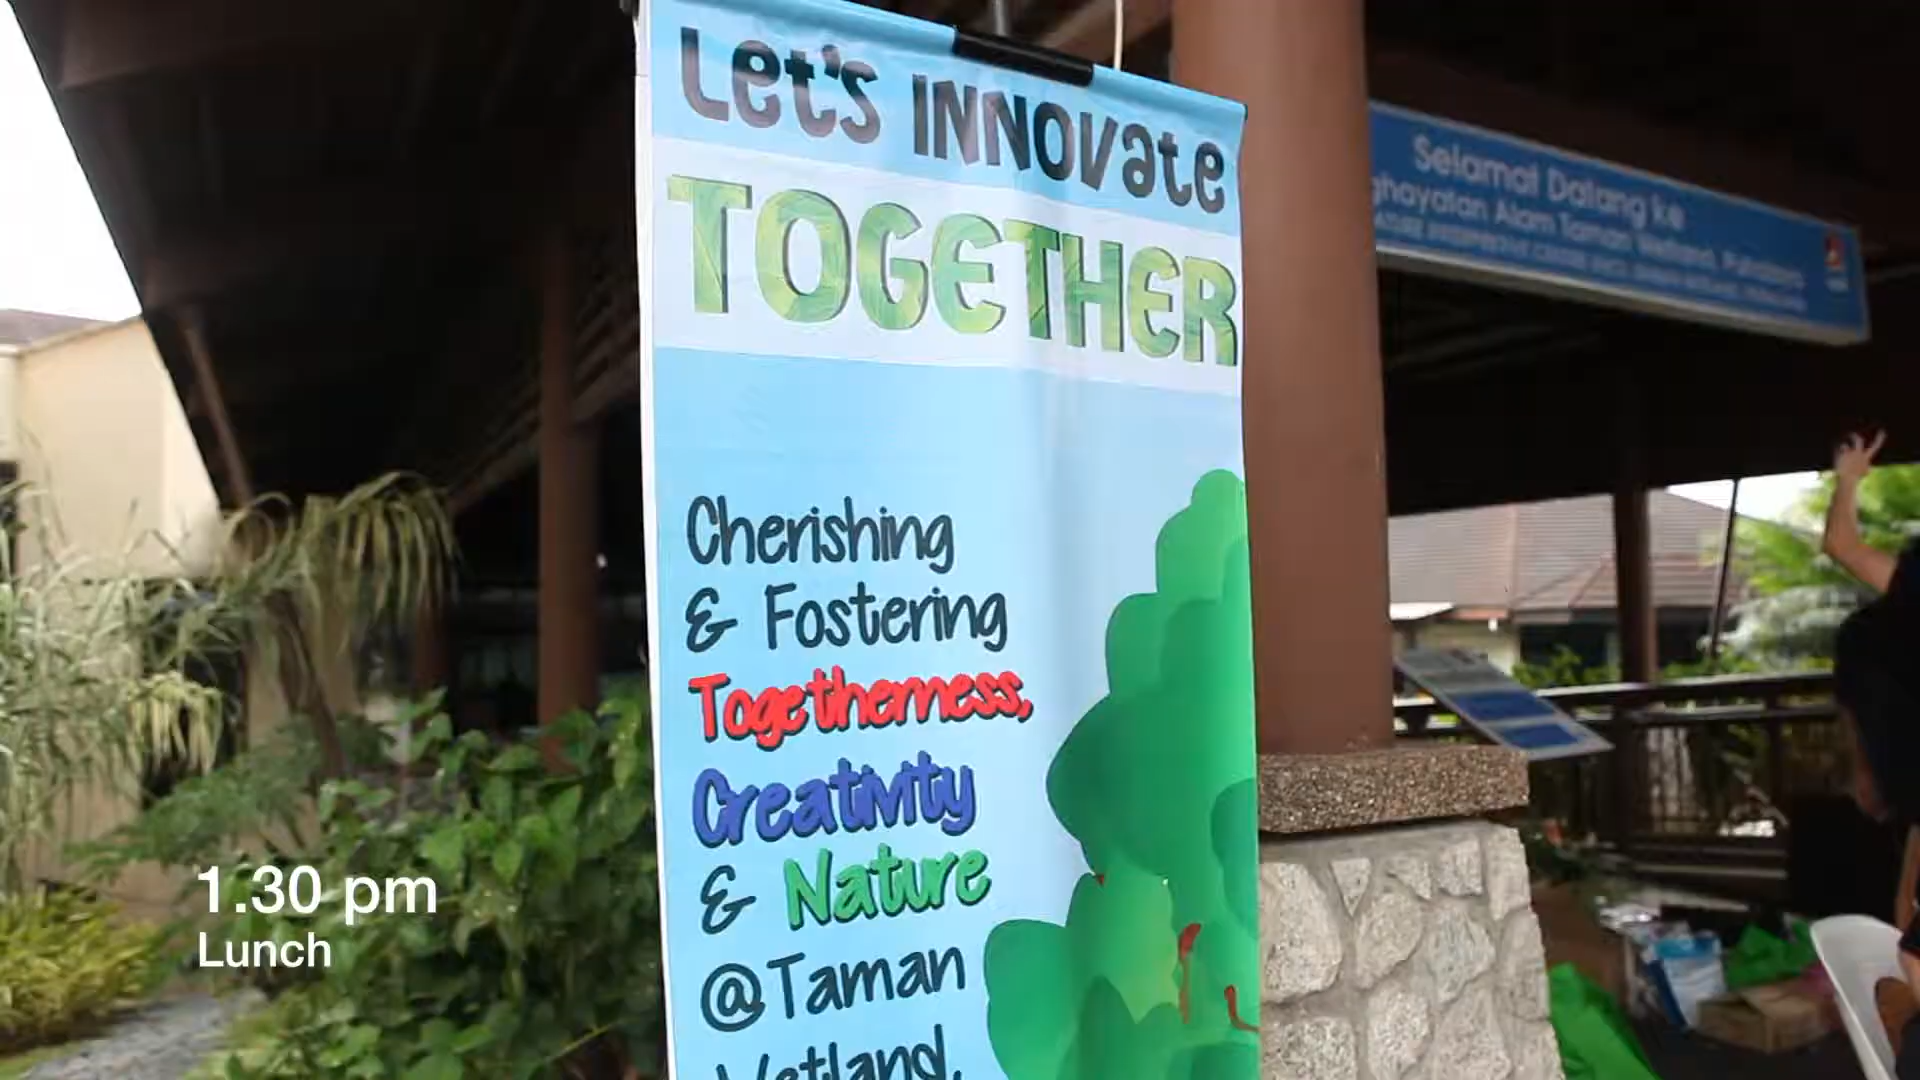 Let's INNOVate
TOGETHER
Cherishing
& Fostering
Togetherness,
Creativity
& Nature
@Taman
Wetland,
Selamat Datang ke
ghayatan Alam Taman Wetland, Putrajaya
1.30 pm
Lunch